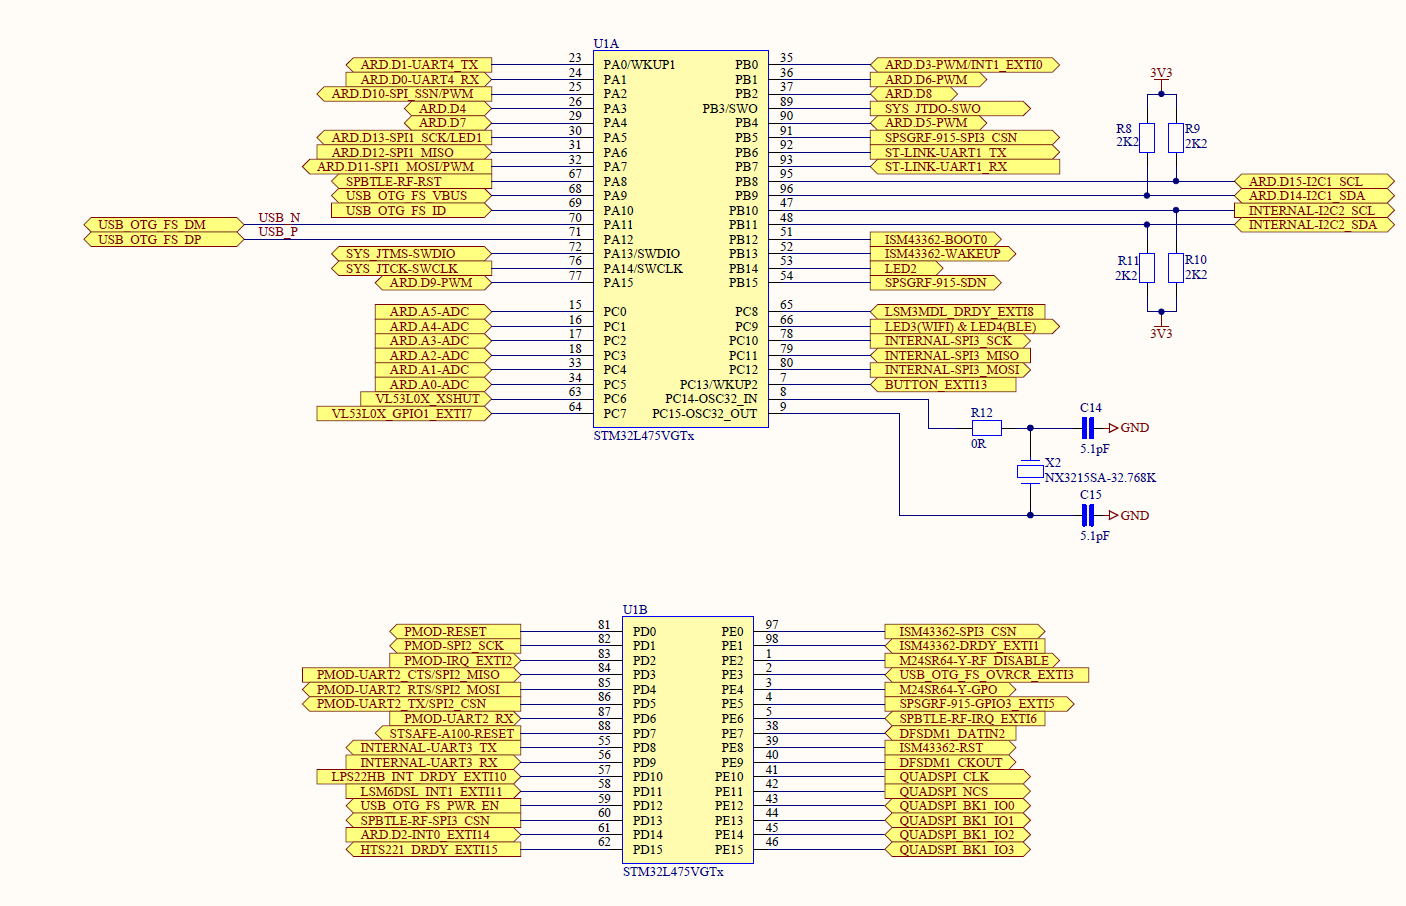 U1A
ARD.D1-UART4_TX 23 PA0/WKUP1 PB0 35 ARD.D3-PWM/INT1_EXTI0
ARD.D0-UART4_RX 24 PA1 PB1 36 ARD.D6-PWM
ARD.D10-SPI_SSN/PWM 25 PA2 PB2 37 ARD.D8
ARD.D4 26 PA3 PB3/SWO 89 SYS_JTDO-SWO
ARD.D7 29 PA4 PB4 90 ARD.D5-PWM
ARD.D13-SPI1_SCK/LED1 30 PA5 PB5 91 SPSGRF-915-SPI3_CSN
ARD.D12-SPI1_MISO 31 PA6 PB6 92 ST-LINK-UART1_TX
ARD.D11-SPI1_MOSI/PWM 32 PA7 PB7 93 ST-LINK-UART1_RX
SPBTLE-RF-RST 67 PA8 PB8 95 ARD.D15-I2C1_SCL
USB_OTG_FS_VBUS 68 PA9 PB9 96 ARD.D14-I2C1_SDA
USB_OTG_FS_ID 69 PA10 PB10 47 INTERNAL-I2C2_SCL
USB_OTG_FS_DM USB_N 70 PA11 PB11 48 INTERNAL-I2C2_SDA
USB_OTG_FS_DP USB_P 71 PA12 PB12 51 ISM43362-BOOT0
SYS_JTMS-SWDIO 72 PA13/SWDIO PB13 52 ISM43362-WAKEUP
SYS_JTCK-SWCLK 76 PA14/SWCLK PB14 53 LED2
ARD.D9-PWM 77 PA15 PB15 54 SPSGRF-915-SDN
ARD.A5-ADC 15 PC0 PC8 65 LSM3MDL_DRDY_EXTI8
ARD.A4-ADC 16 PC1 PC9 66 LED3(WIFI) & LED4(BLE)
ARD.A3-ADC 17 PC2 PC10 78 INTERNAL-SPI3_SCK
ARD.A2-ADC 18 PC3 PC11 79 INTERNAL-SPI3_MISO
ARD.A1-ADC 33 PC4 PC12 80 INTERNAL-SPI3_MOSI
ARD.A0-ADC 34 PC5 PC13/WKUP2 7 BUTTON_EXTI13
VL53L0X_XSHUT 63 PC6 PC14-OSC32_IN 8
VL53L0X_GPIO1_EXTI7 64 PC7 PC15-OSC32_OUT 9
STM32L475VGTx
3V3
R8 R9
2K2 2K2
R11 R10
2K2 2K2
3V3
R12
0R
C14
GND
5.1pF
X2
NX3215SA-32.768K
C15
GND
5.1pF
U1B
PMOD-RESET 81 PD0 PE0 97 ISM43362-SPI3_CSN
PMOD-SPI2_SCK 82 PD1 PE1 98 ISM43362-DRDY_EXTI1
PMOD-IRQ_EXTI2 83 PD2 PE2 1 M24SR64-Y-RF_DISABLE
PMOD-UART2_CTS/SPI2_MISO 84 PD3 PE3 2 USB_OTG_FS_OVRCR_EXTI3
PMOD-UART2_RTS/SPI2_MOSI 85 PD4 PE4 3 M24SR64-Y-GPO
PMOD-UART2_TX/SPI2_CSN 86 PD5 PE5 4 SPSGRF-915-GPIO3_EXTI5
PMOD-UART2_RX 87 PD6 PE6 5 SPBTLE-RF-IRQ_EXTI6
STSAFE-A100-RESET 88 PD7 PE7 38 DFSDM1_DATIN2
INTERNAL-UART3_TX 55 PD8 PE8 39 ISM43362-RST
INTERNAL-UART3_RX 56 PD9 PE9 40 DFSDM1_CKOUT
LPS22HB_INT_DRDY_EXTI10 57 PD10 PE10 41 QUADSPI_CLK
LSM6DSL_INT1_EXTI11 58 PD11 PE11 42 QUADSPI_NCS
USB_OTG_FS_PWR_EN 59 PD12 PE12 43 QUADSPI_BK1_IO0
SPBTLE-RF-SPI3_CSN 60 PD13 PE13 44 QUADSPI_BK1_IO1
ARD.D2-INT0_EXTI14 61 PD14 PE14 45 QUADSPI_BK1_IO2
HTS221_DRDY_EXTI15 62 PD15 PE15 46 QUADSPI_BK1_IO3
STM32L475VGTx